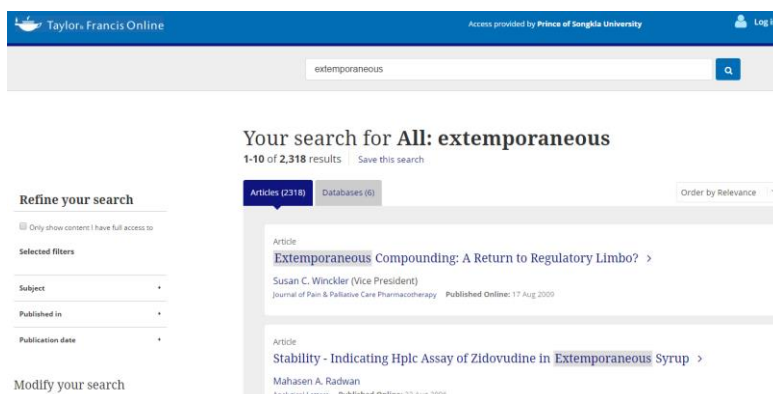 Taylor & Francis Online
Access provided by Prince of Songkla University
Log i
extemporaneous
Your search for All: extemporaneous
1-10 of 2,318 results
Save this search
Refine your search
Articles (2318)
Databases (6)
Order by Relevance
Only show content I have full access to
Selected filters
Subject
Published in
Publication date
Modify your search
Article
Extemporaneous Compounding: A Return to Regulatory Limbo? >
Susan C. Winckler (Vice President)
Journal of Pain & Palliative Care Pharmacotherapy Published Online: 17 Aug 2009
Article
Stability - Indicating Hplc Assay of Zidovudine in Extemporaneous Syrup >
Mahasen A. Radwan